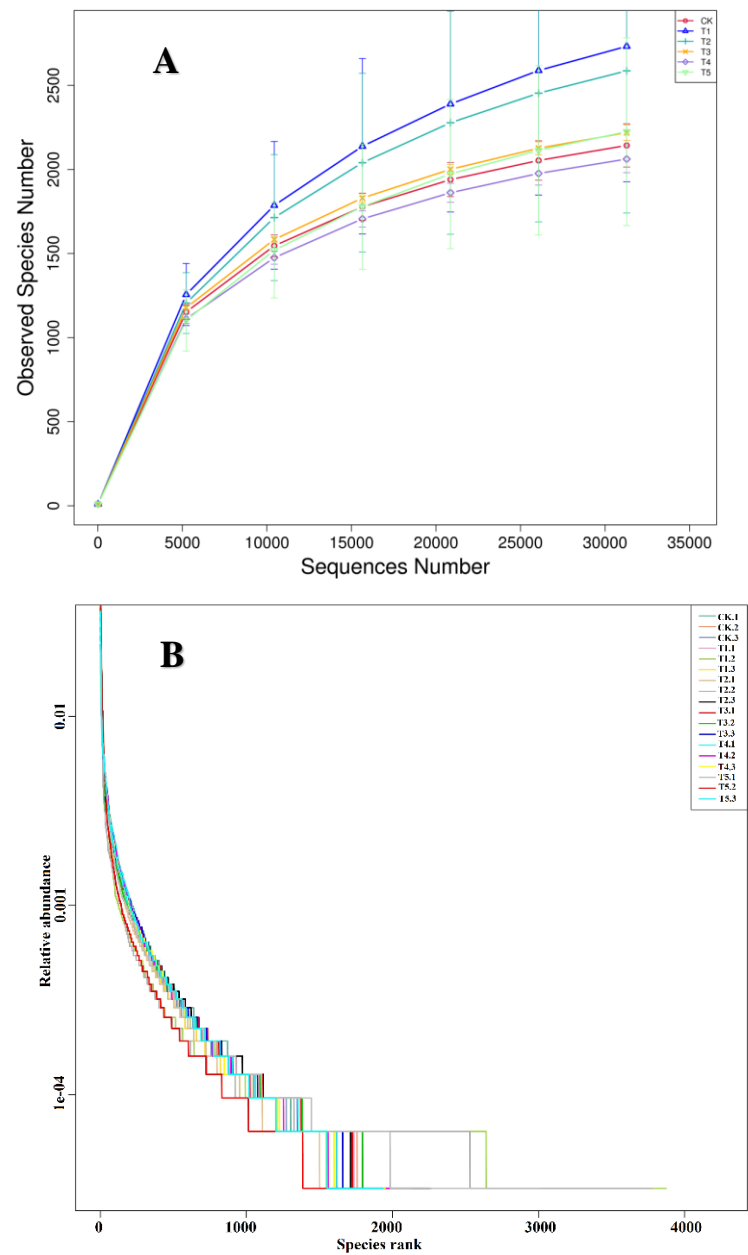 A
CK
T1
T2
T3
T4
T5
2500
2000
1500
1000
500
0
Observed Species Number
0 5000 10000 15000 20000 25000 30000 35000
Sequences Number
B
CK.1
CK.2
CK.3
T1.1
T1.2
T1.3
T2.1
T2.2
T2.3
T3.1
T3.2
T3.3
T4.1
T4.2
T4.3
T5.1
T5.2
T5.3
0.01
0.001
1e-04
Relative abundance
0 1000 2000 3000 4000
Species rank